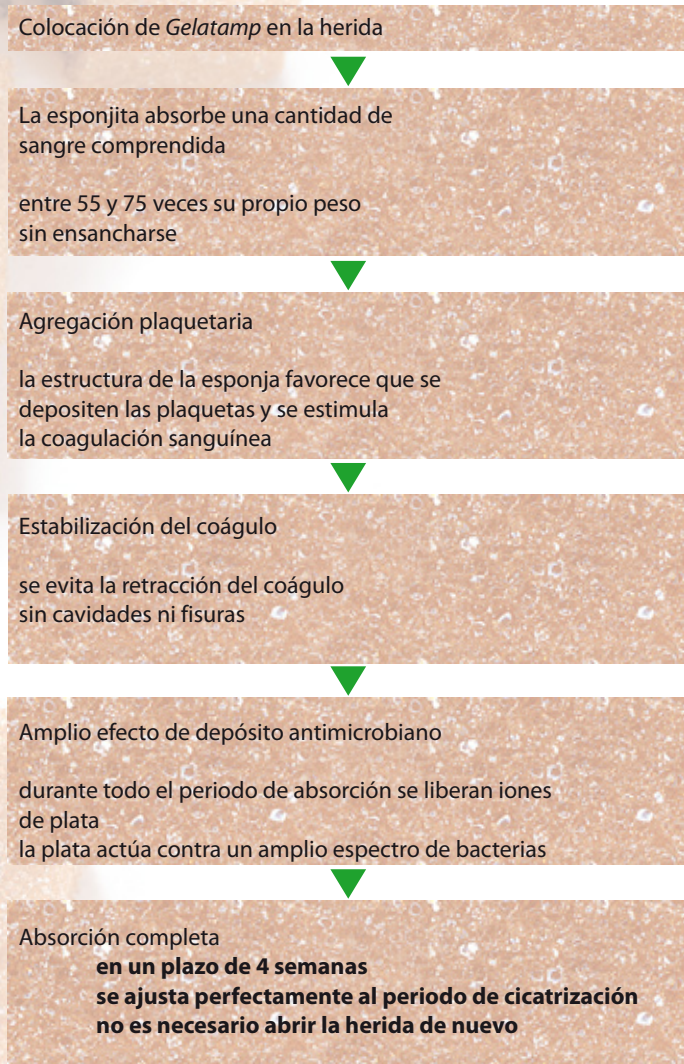 Colocación de Gelatamp en la herida
La esponjita absorbe una cantidad de
sangre comprendida
entre 55 y 75 veces su propio peso
sin ensancharse
Agregación plaquetaria
la estructura de la esponja favorece que se
depositen las plaquetas y se estimula
la coagulación sanguínea
Estabilización del coágulo
se evita la retracción del coágulo
sin cavidades ni fisuras
Amplio efecto de depósito antimicrobiano
durante todo el periodo de absorción se liberan iones
de plata
la plata actúa contra un amplio espectro de bacterias
Absorción completa
en un plazo de 4 semanas
se ajusta perfectamente al periodo de cicatrización
no es necesario abrir la herida de nuevo